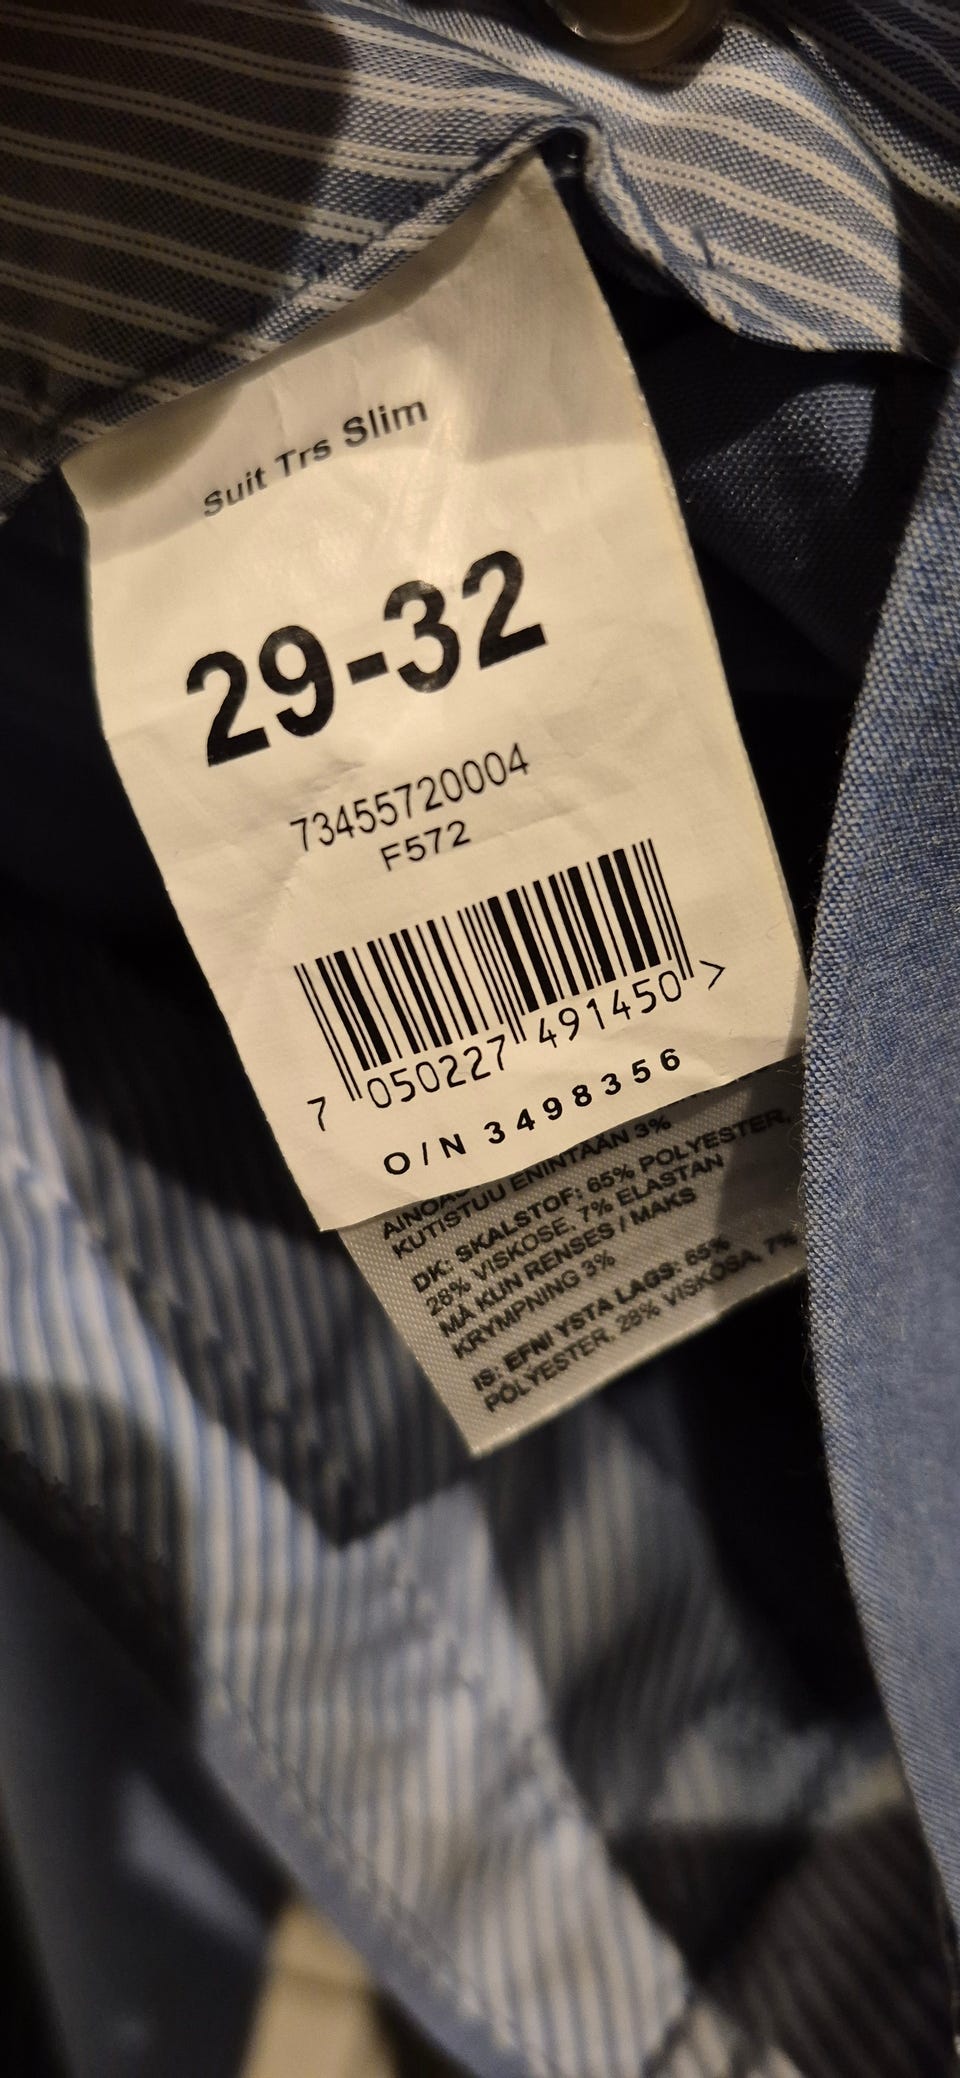 Suit Trs Slim
29-32
73455720004
F572
7 050227 491450 >
O/N 3498356
KUTISTUU ENINTÄÄN 3%
DK: SKALSTOF: 65% POLYESTER,
28% VISKOSE, 7% ELASTAN
MÅ KUN RENSES / MAKS
KRYMPNING 3%
IS: EFNI YSTA LAGS: 65%
PÓLYESTER, 28% VISKÓSA, 7%